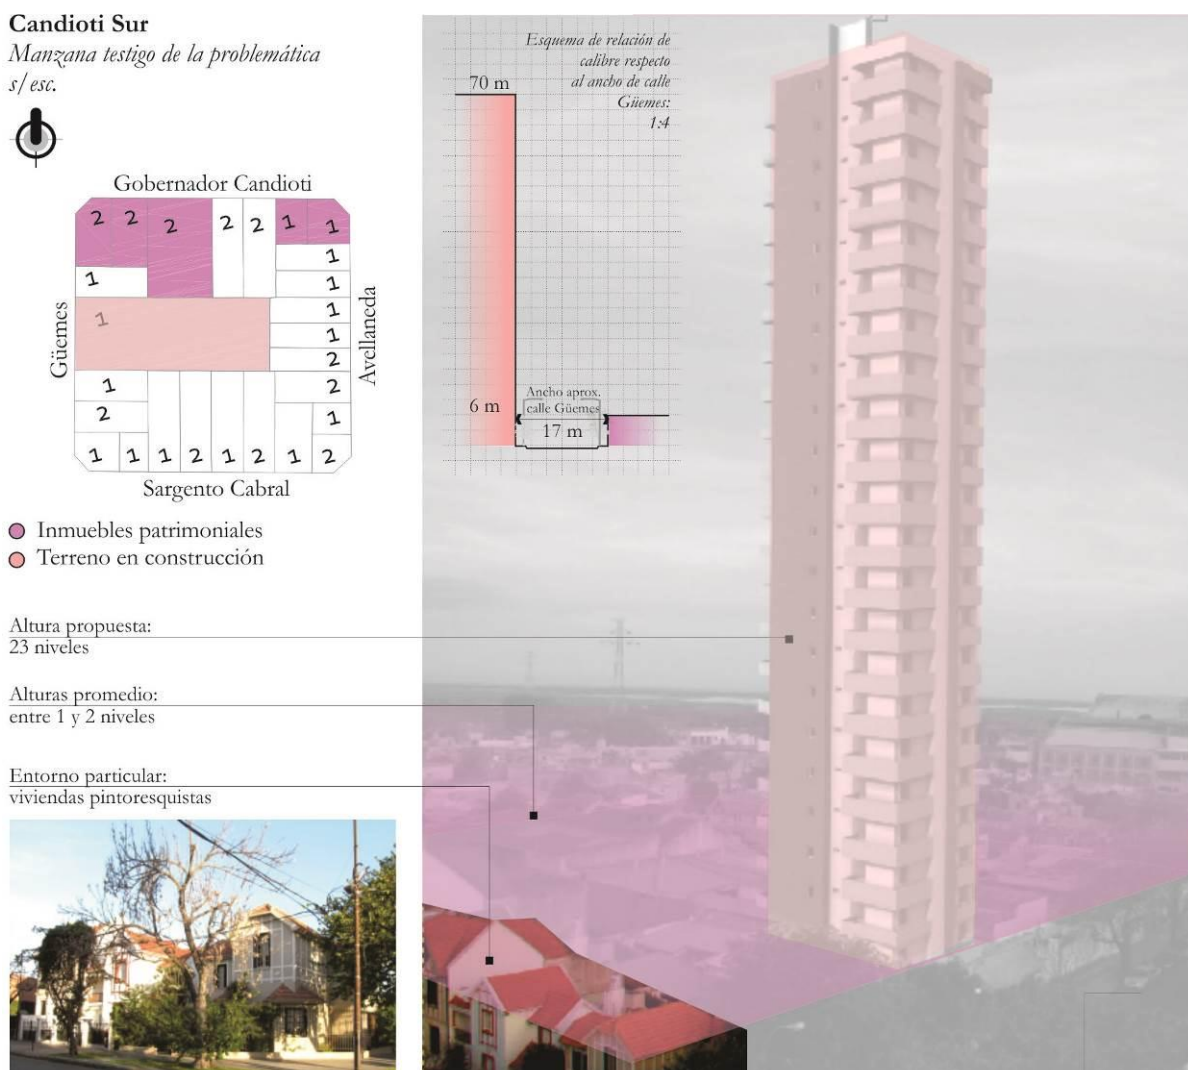 Candioti Sur
Manzana testigo de la problemática
s/esc.
Gobernador Candioti
2 2 2 2 2 1 1
1
1 1
1 1
1
2
1 2
2 1
1 1 1 2 1 2 1 2
Güemes
Avellaneda
Sargento Cabral
Inmuebles patrimoniales
Terreno en construcción
Altura propuesta:
23 niveles
Alturas promedio:
entre 1 y 2 niveles
Entorno particular:
viviendas pintoresquistas
Esquema de relación de
calibre respecto
al ancho de calle
Güemes:
1:4
70 m
6 m
Ancho aprox.
calle Güemes
17 m